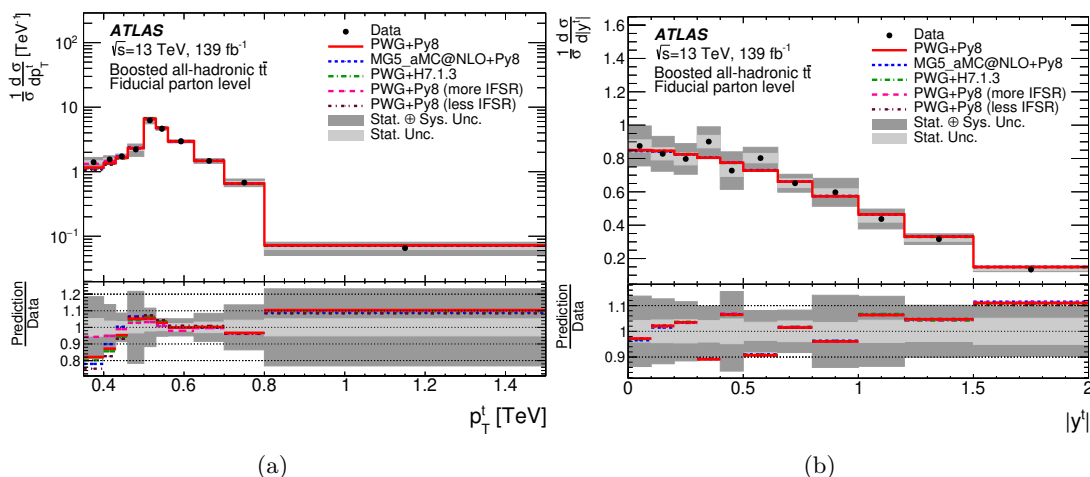 ATLAS
√s=13 TeV, 139 fb⁻¹
Boosted all-hadronic tt̄
Fiducial parton level
Data
PWG+Py8
MG5_aMC@NLO+Py8
PWG+H7.1.3
PWG+Py8 (more IFSR)
PWG+Py8 (less IFSR)
Stat. ⊕ Sys. Unc.
Stat. Unc.
1/σ d σ/dp_T^t [TeV⁻¹]
10²
10
1
10⁻¹
Prediction
Data
1.2
1.1
1
0.9
0.8
0.4 0.6 0.8 1 1.2 1.4
p_T^t [TeV]
(a)
ATLAS
√s=13 TeV, 139 fb⁻¹
Boosted all-hadronic tt̄
Fiducial parton level
Data
PWG+Py8
MG5_aMC@NLO+Py8
PWG+H7.1.3
PWG+Py8 (more IFSR)
PWG+Py8 (less IFSR)
Stat. ⊕ Sys. Unc.
Stat. Unc.
1/σ d σ/d|y^t|
1.6
1.4
1.2
1
0.8
0.6
0.4
0.2
Prediction
Data
1.1
1
0.9
0 0.5 1 1.5 2
|y^t|
(b)